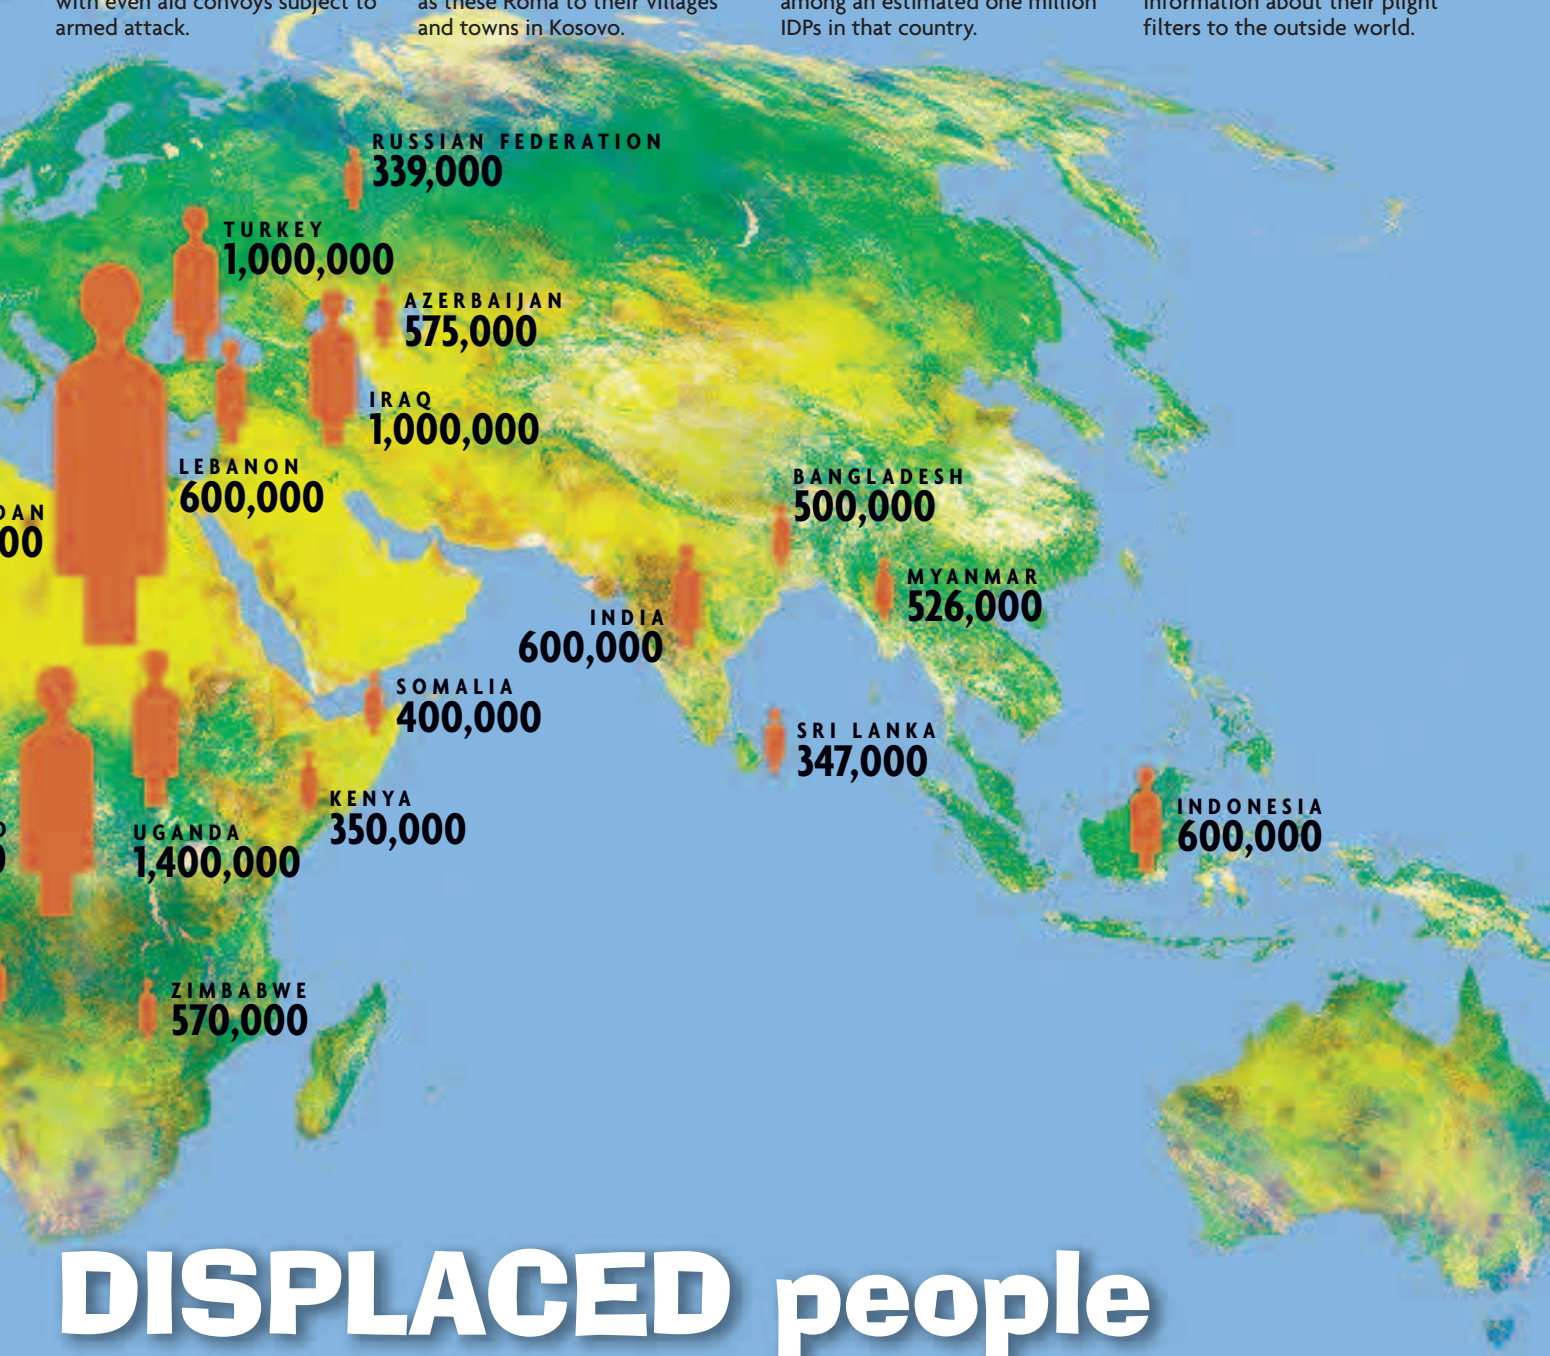 with even aid convoys subject to
armed attack.
as these Roma to their villages
and towns in Kosovo.
among an estimated one million
IDPs in that country.
information about their plight
filters to the outside world.
RUSSIAN FEDERATION
339,000
TURKEY
1,000,000
AZERBAIJAN
575,000
IRAQ
1,000,000
LEBANON
600,000
DAN
00
BANGLADESH
500,000
MYANMAR
526,000
INDIA
600,000
SOMALIA
400,000
SRI LANKA
347,000
KENYA
350,000
INDONESIA
600,000
UGANDA
1,400,000
ZIMBABWE
570,000
DISPLACED people